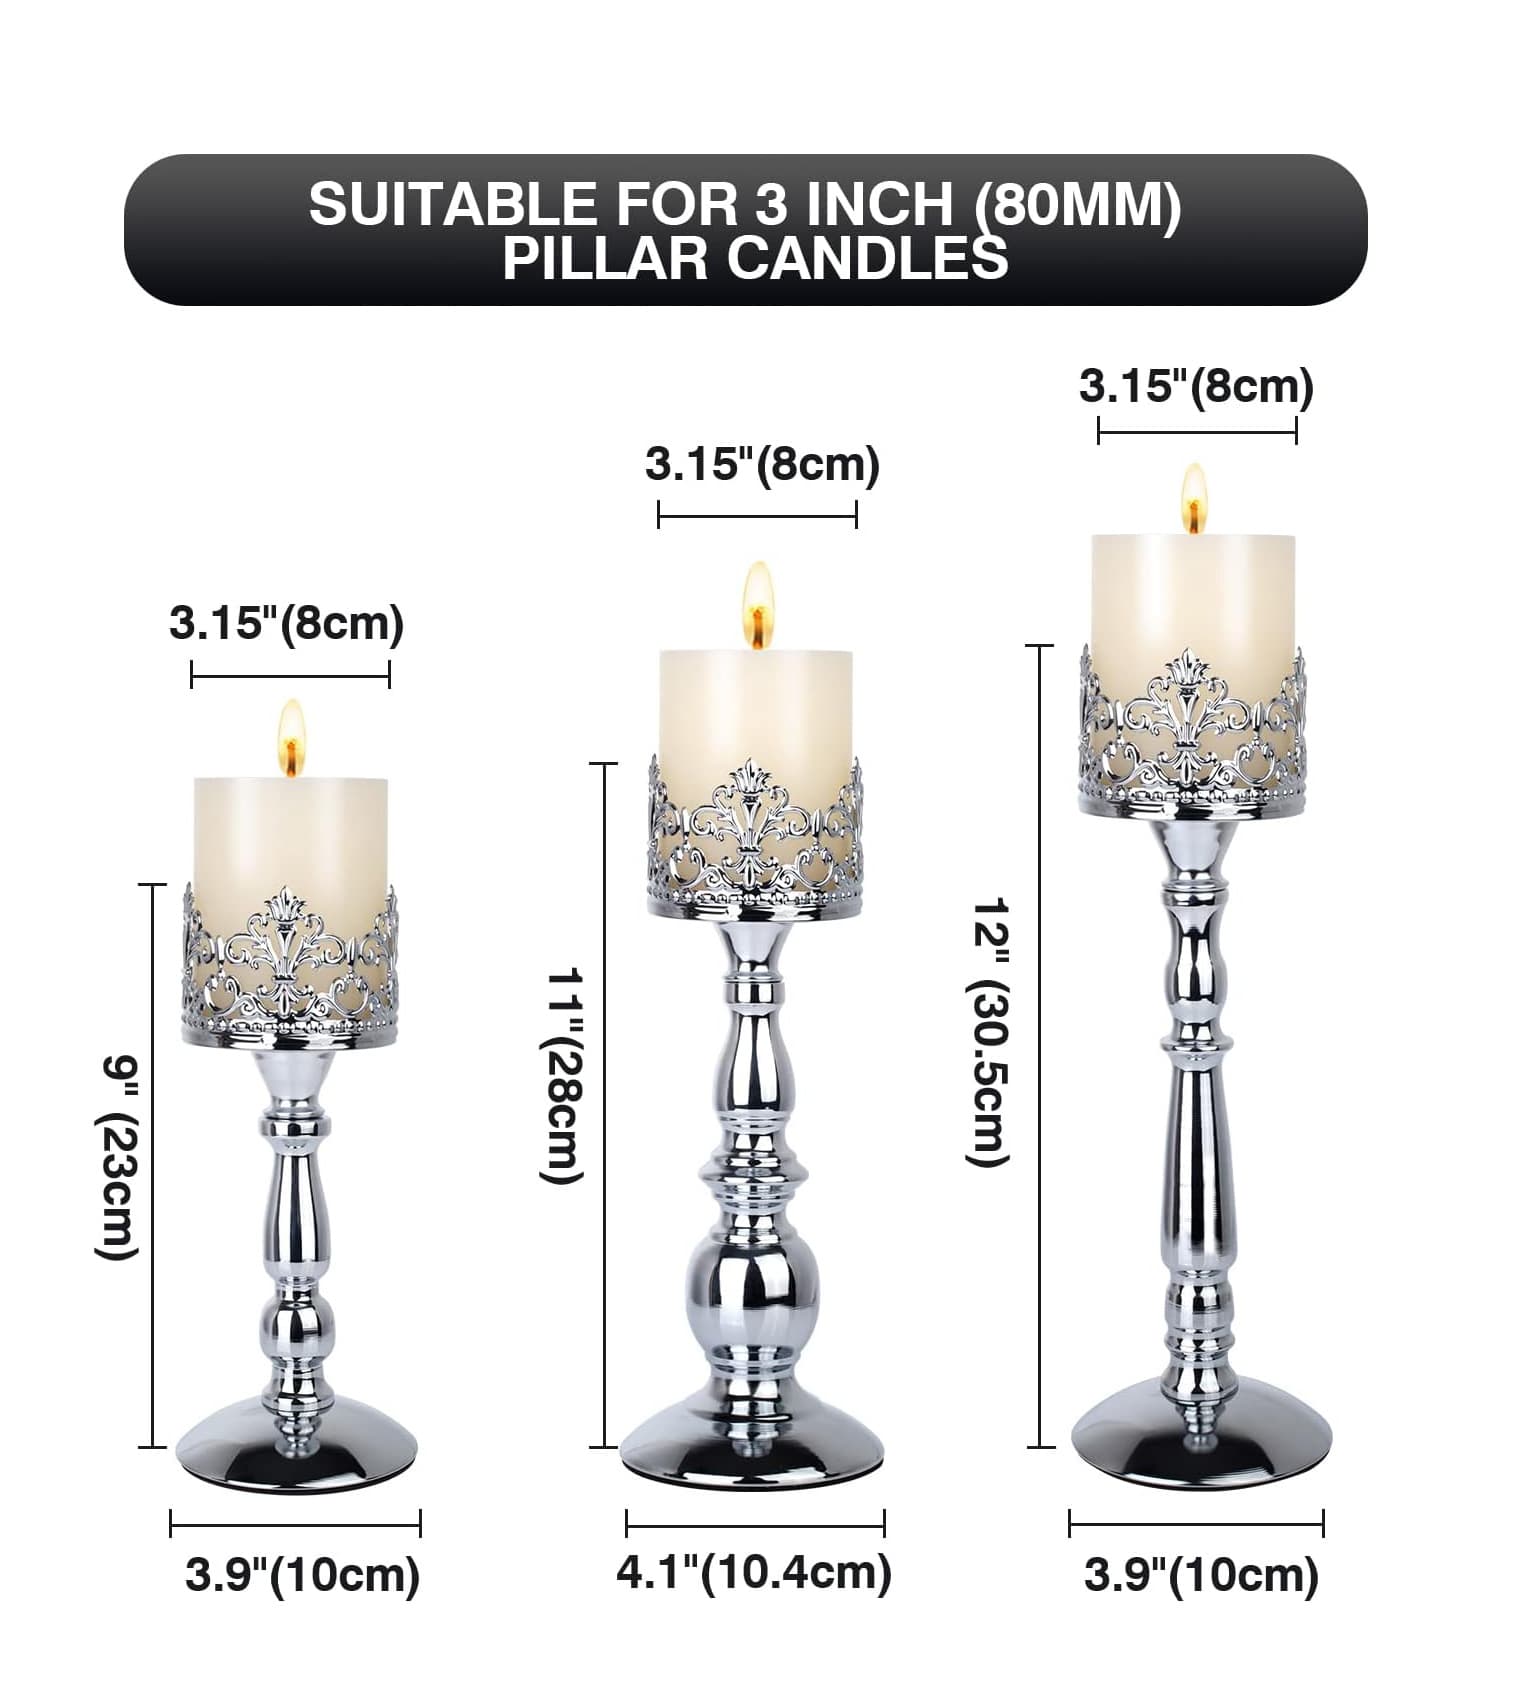 SUITABLE FOR 3 INCH (80MM)
PILLAR CANDLES
3.15"(8cm)
3.15"(8cm)
3.15"(8cm)
9" (23cm)
11"(28cm)
12" (30.5cm)
3.9"(10cm)
4.1"(10.4cm)
3.9"(10cm)